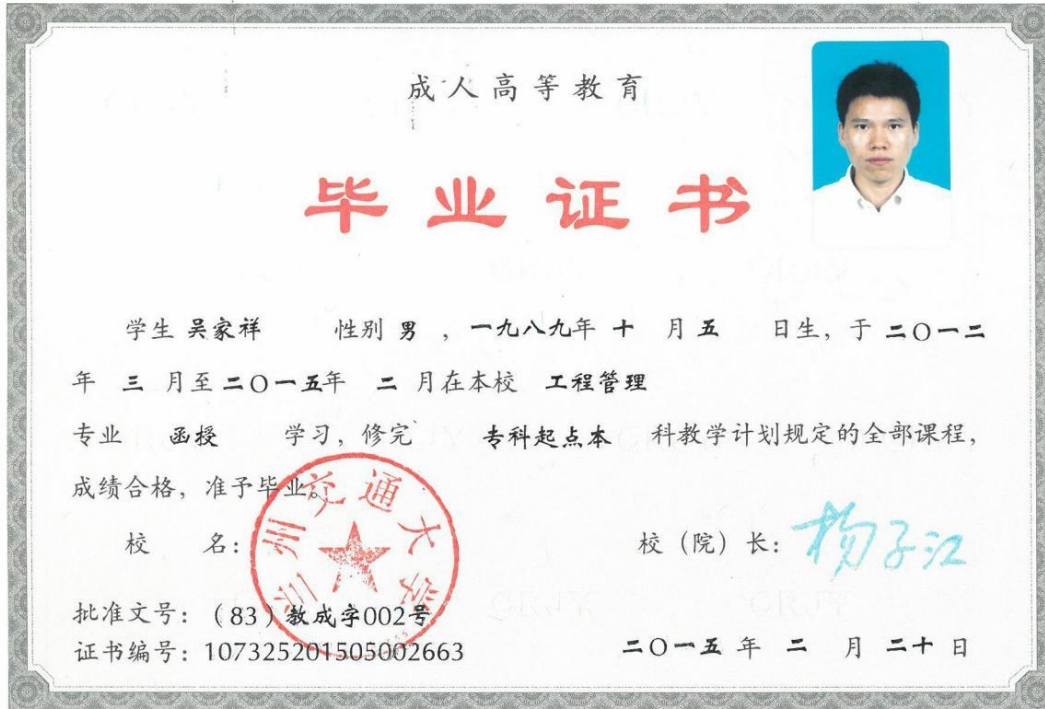 成人高等教育
毕业证书
学生 吴家祥 性别 男 ，一九八九年 十 月 五 日生，于 二〇一二
年 三 月至 二〇一五年 二 月在本校 工程管理
专业 函授 学习，修完 专科起点本 科教学计划规定的全部课程，
成绩合格，准予毕业。
校 名： 兰州交通大学
校（院）长： 杨子江
批准文号：（83）教成字002号
证书编号：107325201505002663
二〇一五 年 二 月 二十 日